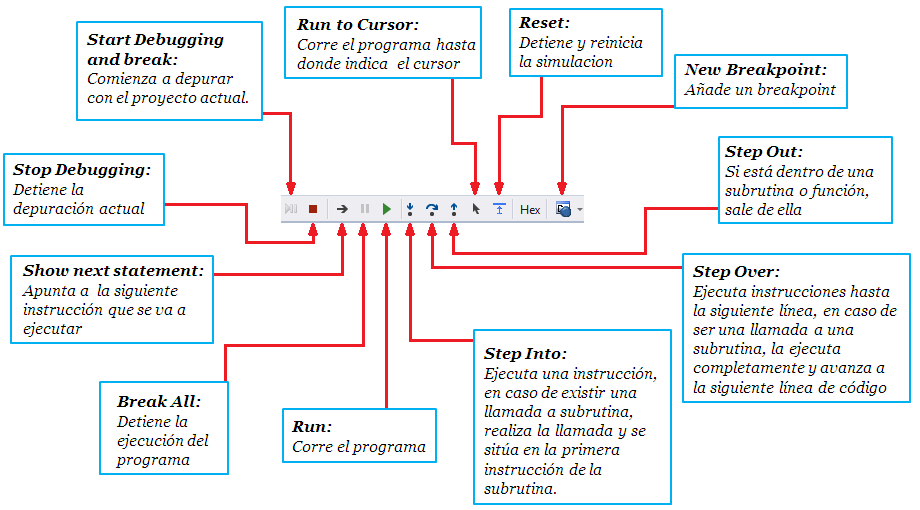 Start Debugging
and break:
Comienza a depurar
con el proyecto actual.
Run to Cursor:
Corre el programa hasta
donde indica el cursor
Reset:
Detiene y reinicia
la simulacion
New Breakpoint:
Añade un breakpoint
Stop Debugging:
Detiene la
depuración actual
Step Out:
Si está dentro de una
subrutina o función,
sale de ella
Hex
Show next statement:
Apunta a la siguiente
instrucción que se va a
ejecutar
Step Over:
Ejecuta instrucciones hasta
la siguiente línea, en caso de
ser una llamada a una
subrutina, la ejecuta
completamente y avanza a
la siguiente línea de código
Break All:
Detiene la
ejecución del
programa
Run:
Corre el programa
Step Into:
Ejecuta una instrucción,
en caso de existir una
llamada a subrutina,
realiza la llamada y se
sitúa en la primera
instrucción de la
subrutina.